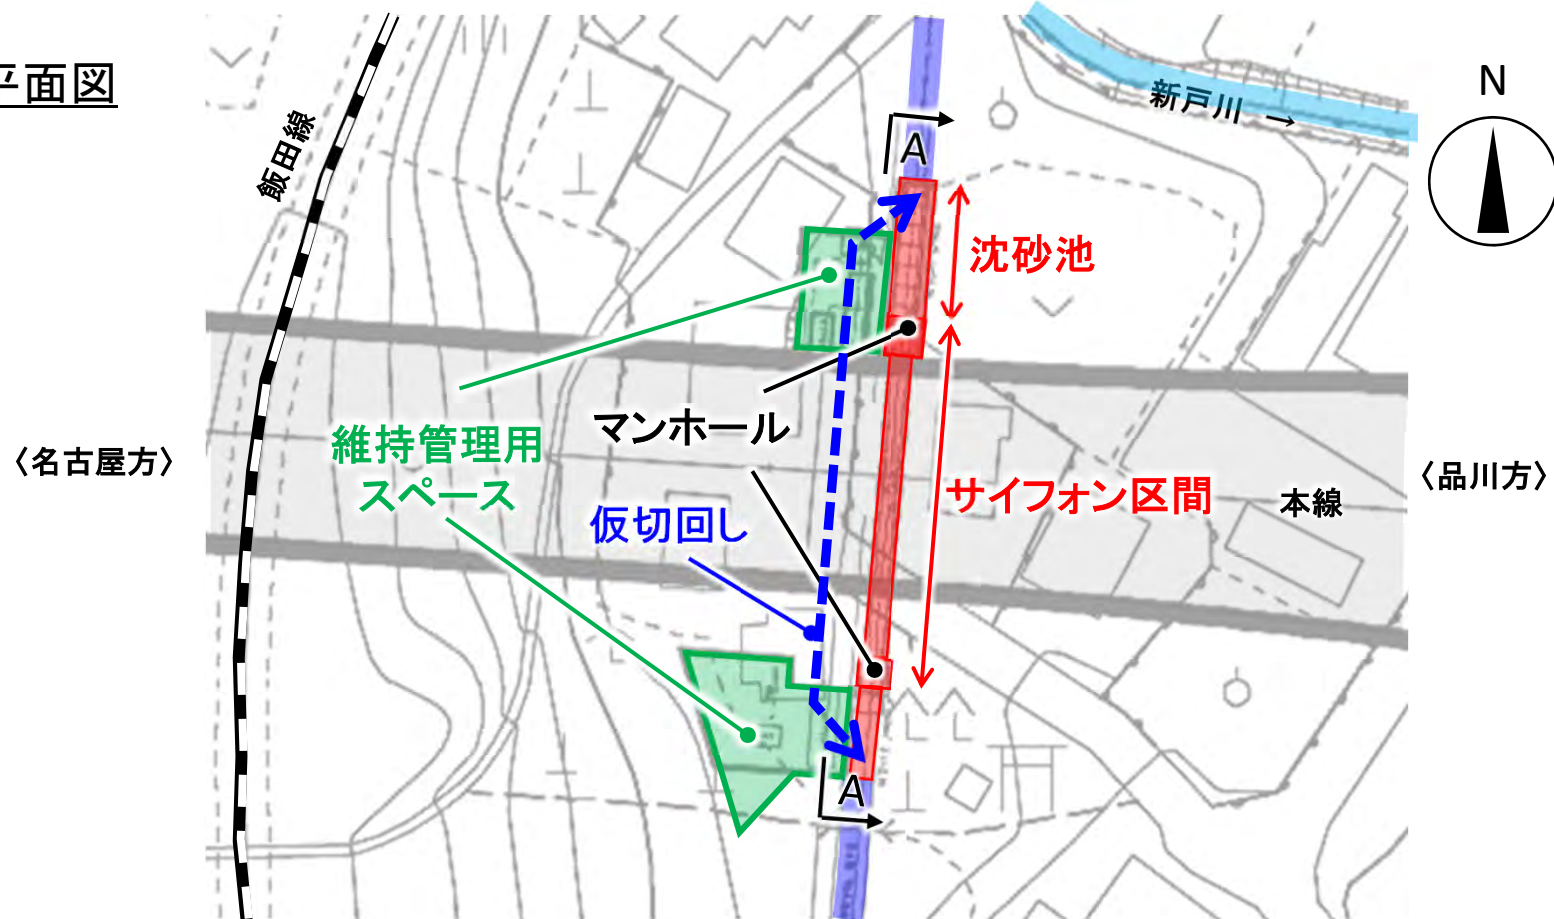 平面図
N
新戸川 →
飯田線
A
沈砂池
マンホール
維持管理用
スペース
〈名古屋方〉
〈品川方〉
サイフォン区間
本線
仮切回し
A